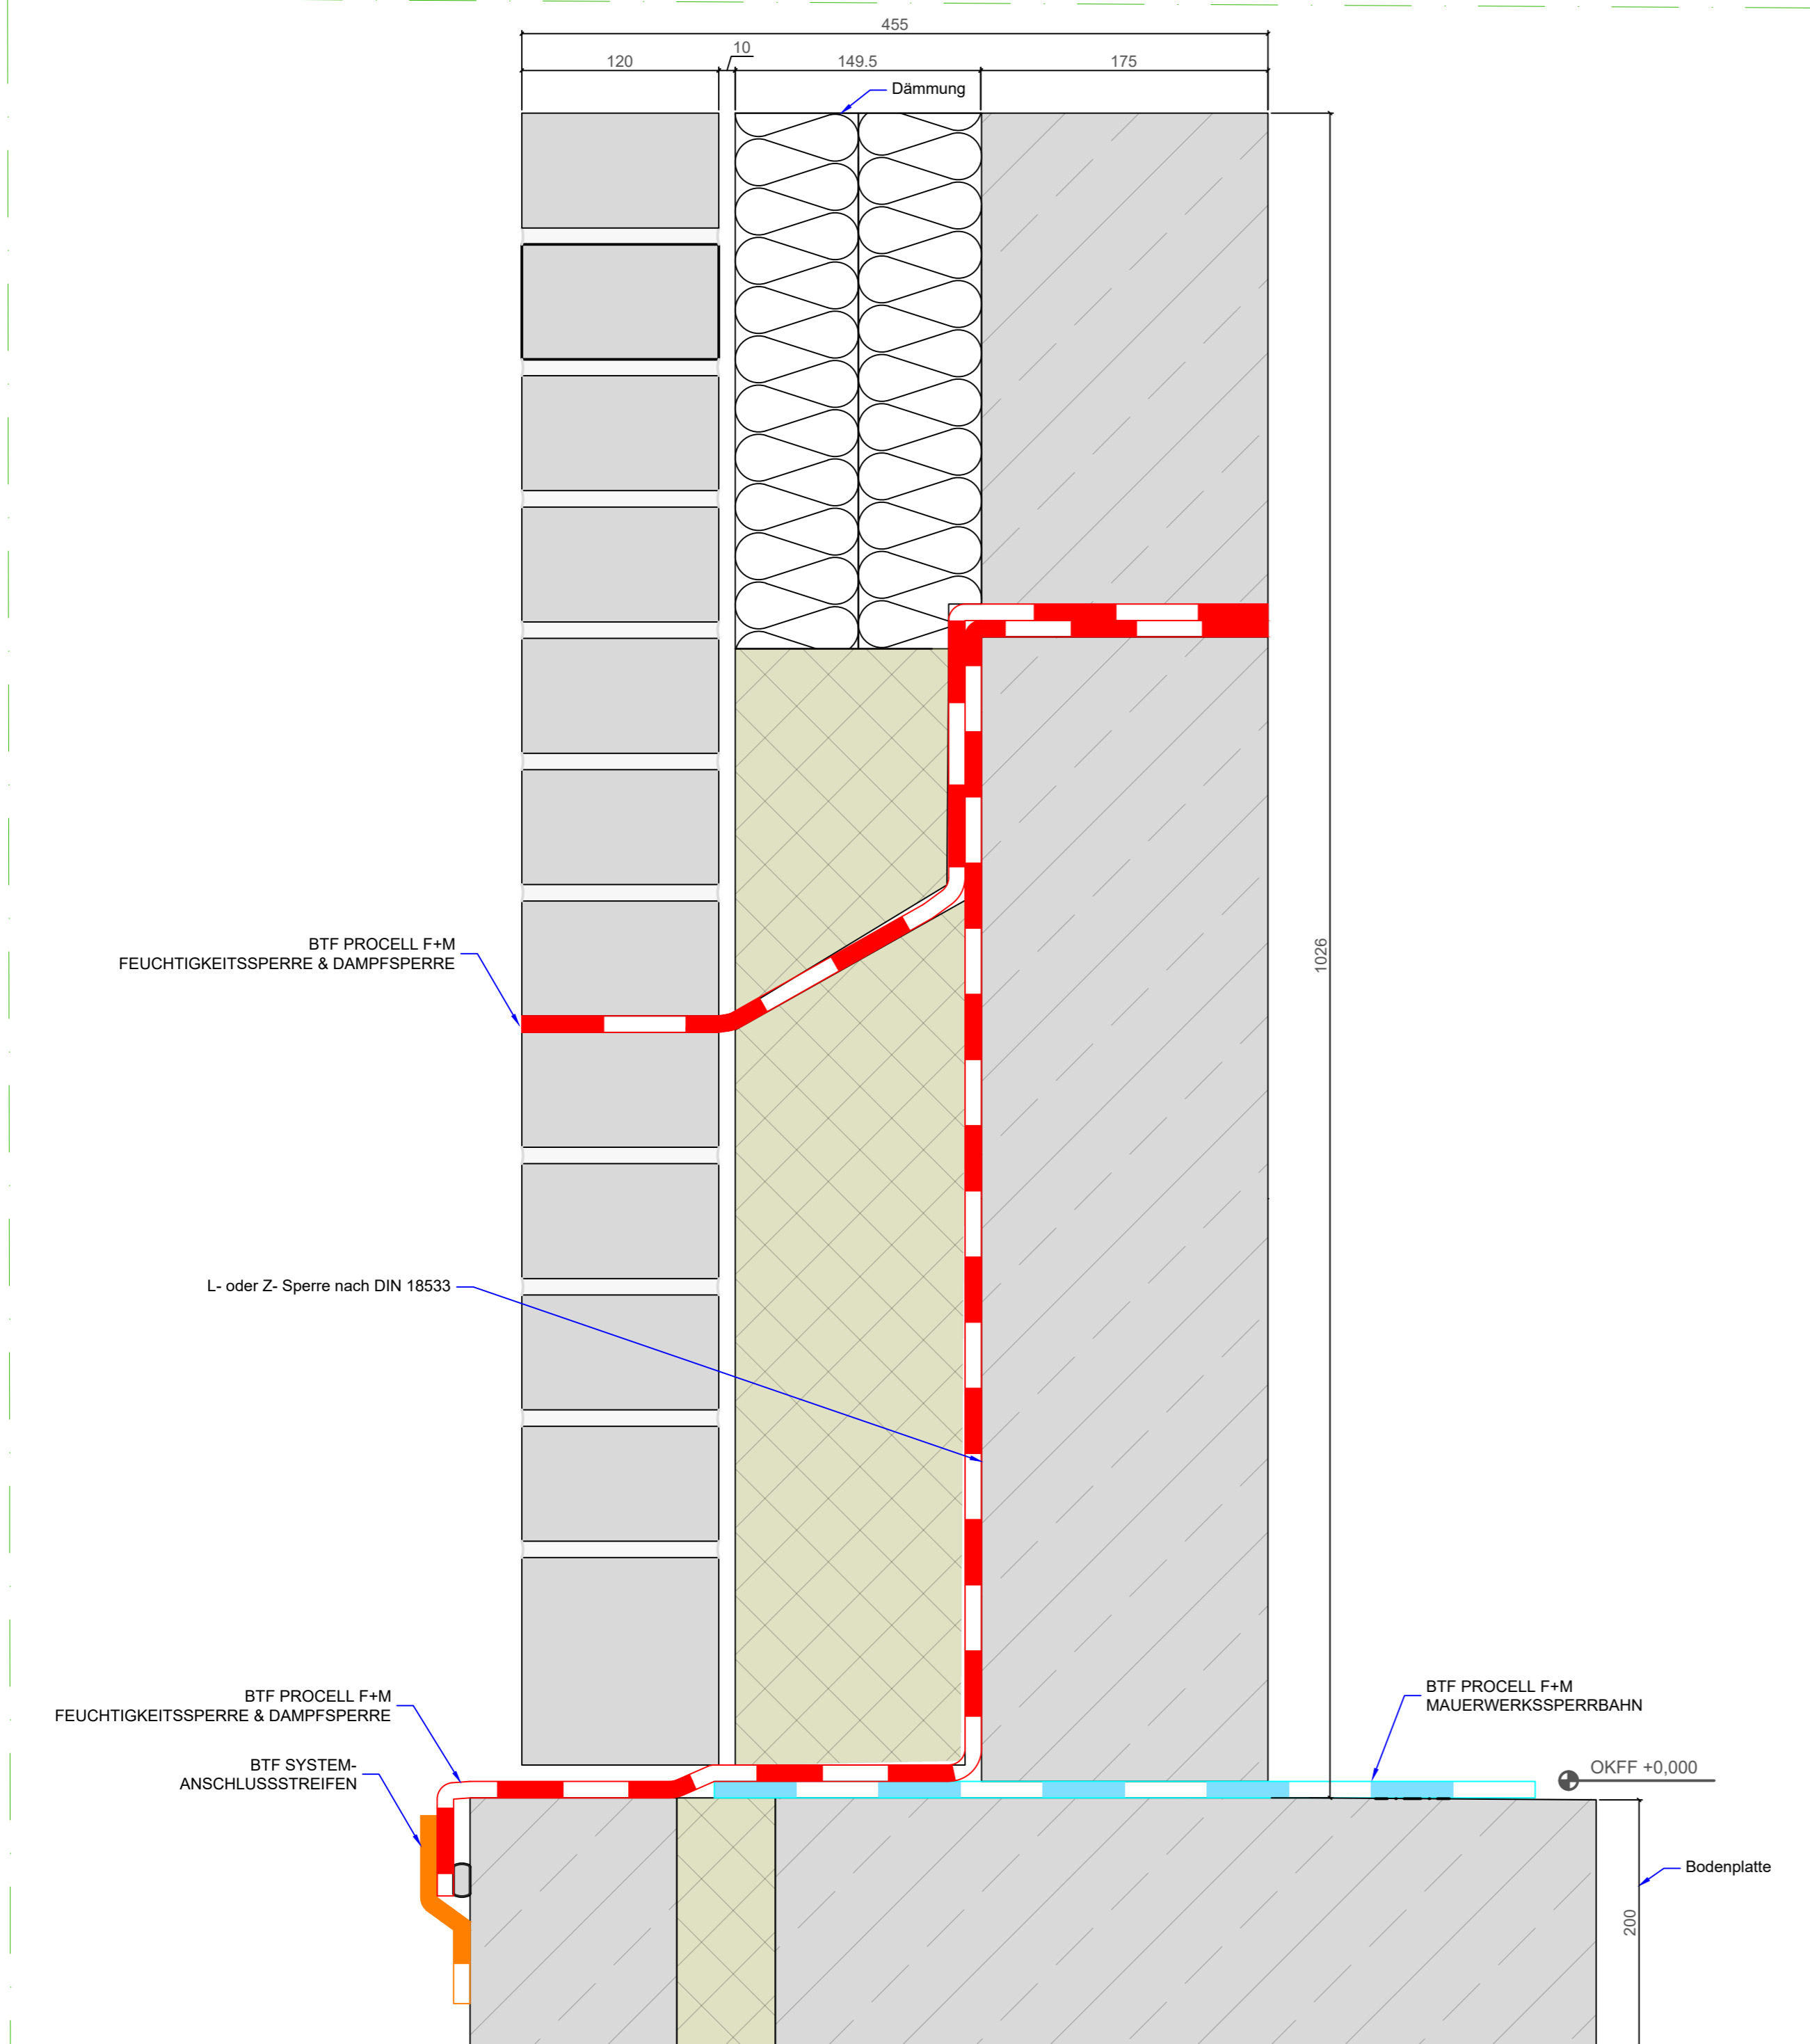 455
10
120
149.5
175
Dämmung
BTF PROCELL F+M
FEUCHTIGKEITSSPERRE & DAMPFSPERRE
1026
L- oder Z- Sperre nach DIN 18533
BTF PROCELL F+M
FEUCHTIGKEITSSPERRE & DAMPFSPERRE
BTF PROCELL F+M
MAUERWERKSSPERRBAHN
BTF SYSTEM-
ANSCHLUSSSTREIFEN
OKFF +0,000
Bodenplatte
200